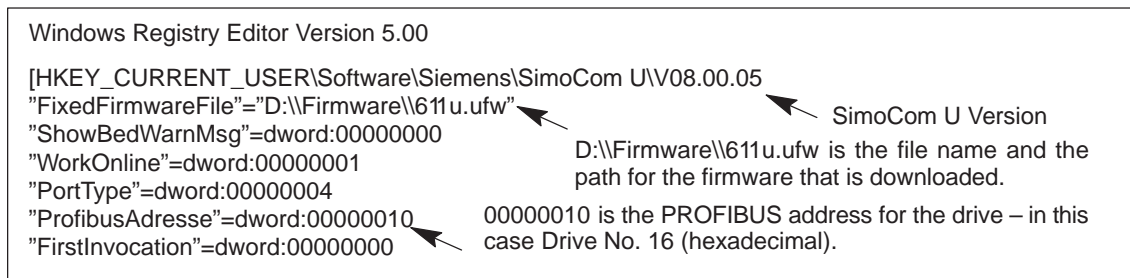 Windows Registry Editor Version 5.00
[HKEY_CURRENT_USER\Software\Siemens\SimoCom U\V08.00.05
”FixedFirmwareFile”=”D:\\Firmware\\611u.ufw”
SimoCom U Version
”ShowBedWarnMsg”=dword:00000000
D:\\Firmware\\611u.ufw is the file name and the
”WorkOnline”=dword:00000001
path for the firmware that is downloaded.
”PortType”=dword:00000004
”ProfibusAdresse”=dword:00000010
00000010 is the PROFIBUS address for the drive – in this
”FirstInvocation”=dword:00000000
case Drive No. 16 (hexadecimal).